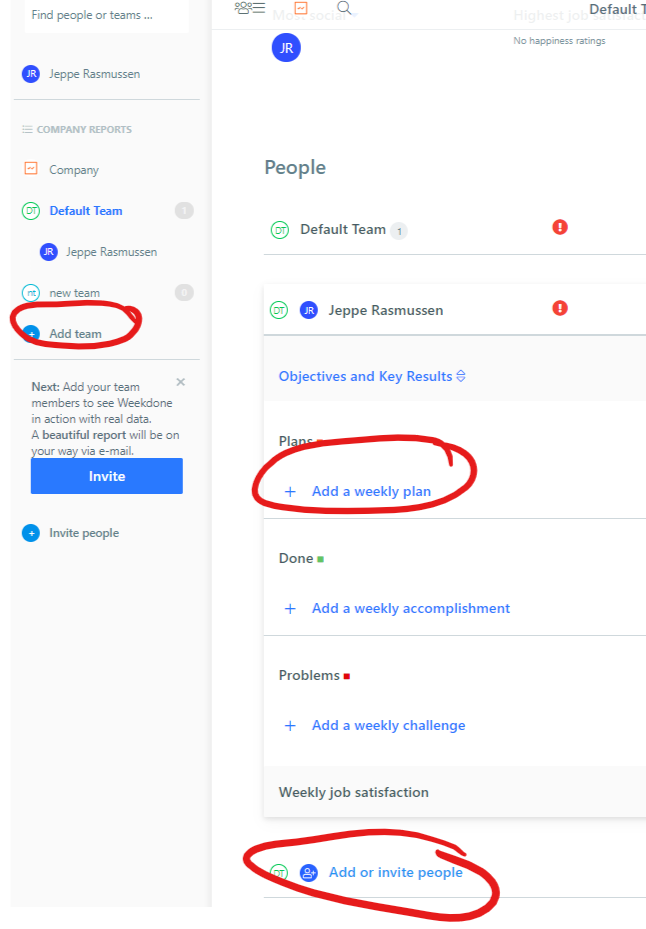 Find people or teams ...
JR Jeppe Rasmussen
COMPANY REPORTS
Company
DT Default Team 1
JR Jeppe Rasmussen
nt new team 0
+ Add team
Next: Add your team
members to see Weekdone
in action with real data.
A beautiful report will be on
your way via e-mail.
Invite
+ Invite people
Default T
Most social
Highest job satisfact
JR
No happiness ratings
People
DT Default Team 1 !
DT JR Jeppe Rasmussen !
Objectives and Key Results
Plans
+ Add a weekly plan
Done
+ Add a weekly accomplishment
Problems
+ Add a weekly challenge
Weekly job satisfaction
DT Add or invite people